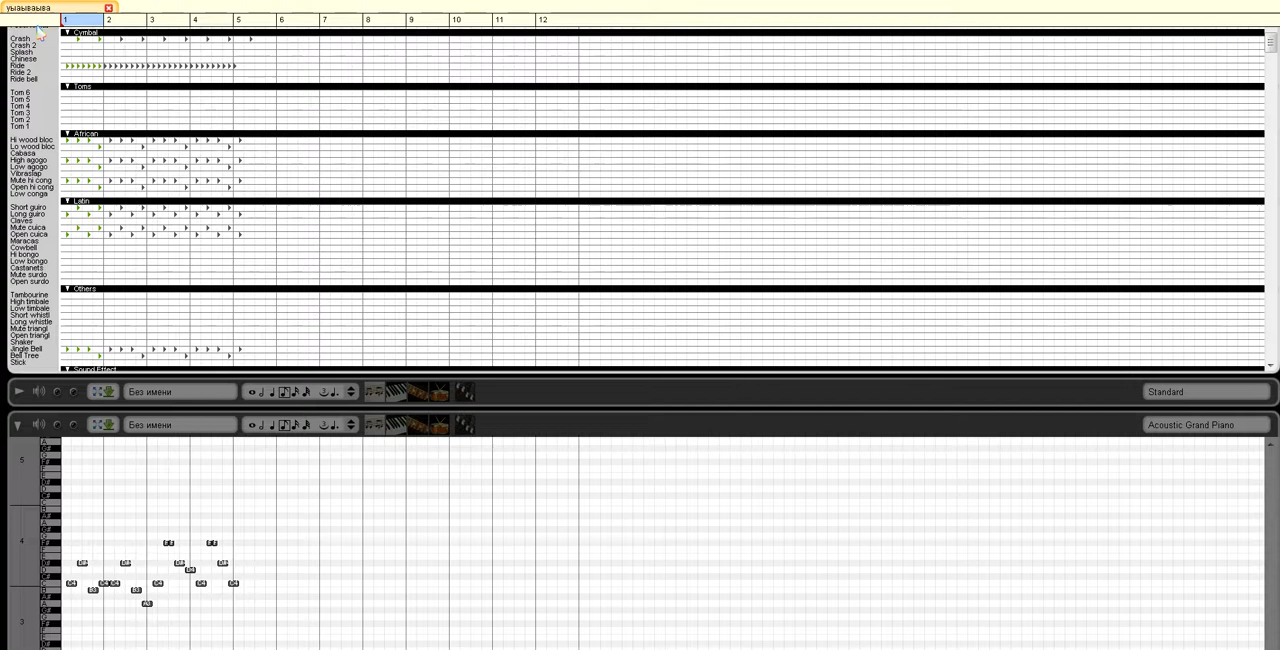 уыаываыва
1 2 3 4 5 6 7 8 9 10 11 12
Cymbal
Crash
Crash 2
Splash
Chinese
Ride
Ride 2
Ride bell
Toms
Tom 6
Tom 5
Tom 4
Tom 3
Tom 2
Tom 1
African
Hi wood bloc
Lo wood bloc
Cabasa
High agogo
Low agogo
Vibraslap
Mute hi cong
Open hi cong
Low conga
Latin
Short guiro
Long guiro
Claves
Mute cuica
Open cuica
Maracas
Cowbell
Hi bongo
Low bongo
Castanets
Mute surdo
Open surdo
Others
Tambourine
High timbale
Low timbale
Short whistl
Long whistle
Mute triangl
Open triangl
Shaker
Jingle Bell
Bell Tree
Stick
Sound Effect
Без имени Standard
Без имени Acoustic Grand Piano
5
4
3